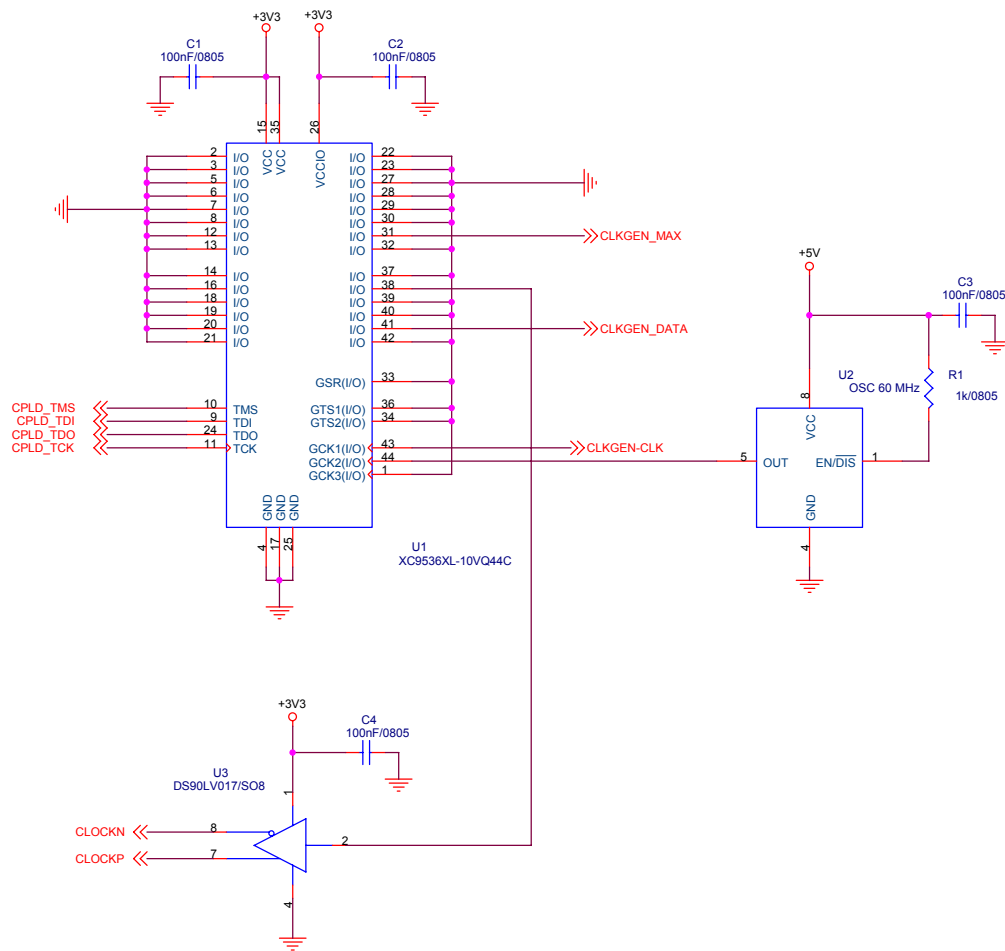 +3V3 +3V3
C1
100nF/0805
C2
100nF/0805
15 35 26
VCC VCC VCCIO
2 I/O I/O 22
3 I/O I/O 23
5 I/O I/O 27
6 I/O I/O 28
7 I/O I/O 29
8 I/O I/O 30
12 I/O I/O 31 CLKGEN_MAX
13 I/O I/O 32
14 I/O I/O 37
16 I/O I/O 38
18 I/O I/O 39
19 I/O I/O 40
20 I/O I/O 41 CLKGEN_DATA
21 I/O I/O 42
GSR(I/O) 33
CPLD_TMS 10 TMS GTS1(I/O) 36
CPLD_TDI 9 TDI GTS2(I/O) 34
CPLD_TDO 24 TDO
CPLD_TCK 11 TCK GCK1(I/O) 43 CLKGEN-CLK
GCK2(I/O) 44
GCK3(I/O) 1
GND GND GND
4 17 25
U1
XC9536XL-10VQ44C
+5V
C3
100nF/0805
U2
OSC 60 MHz
R1
1k/0805
8
VCC
5 OUT EN/DIS 1
GND
4
+3V3
C4
100nF/0805
U3
DS90LV017/SO8
1
CLOCKN 8
2
CLOCKP 7
4